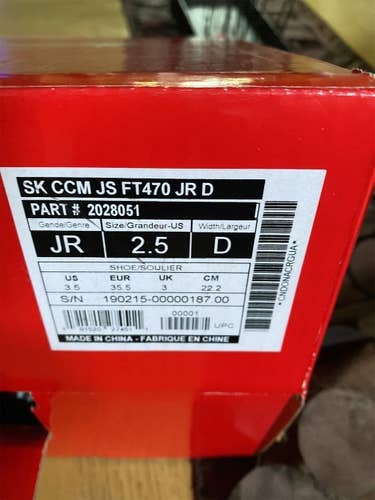 SK CCM JS FT470 JR D
PART # 2028051
Gender/Genre Size/Grandeur-US Width/Largeur
JR 2.5 D
SHOE/SOULIER
US EUR UK CM
3.5 35.5 3 22.2
S/N 190215-00000187.00
00001
UPC
MADE IN CHINA - FABRIQUE EN CHINE
*CNDONACRGUA*